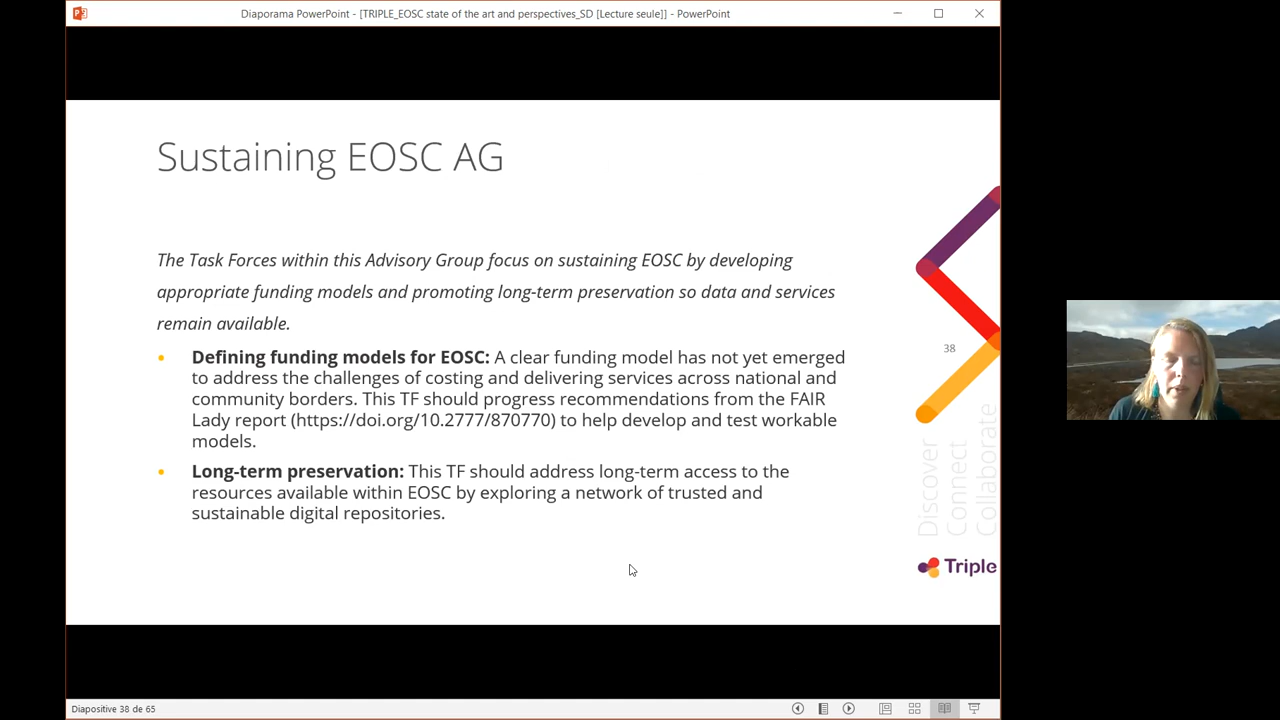 Diaporama PowerPoint - [TRIPLE_EOSC state of the art and perspectives_SD [Lecture seule]] - PowerPoint
Sustaining EOSC AG
The Task Forces within this Advisory Group focus on sustaining EOSC by developing
appropriate funding models and promoting long-term preservation so data and services
remain available.
• Defining funding models for EOSC: A clear funding model has not yet emerged
to address the challenges of costing and delivering services across national and
community borders. This TF should progress recommendations from the FAIR
Lady report (https://doi.org/10.2777/870770) to help develop and test workable
models.
• Long-term preservation: This TF should address long-term access to the
resources available within EOSC by exploring a network of trusted and
sustainable digital repositories.
38
Discover
Connect
Collaborate
Triple
Diapositive 38 de 65